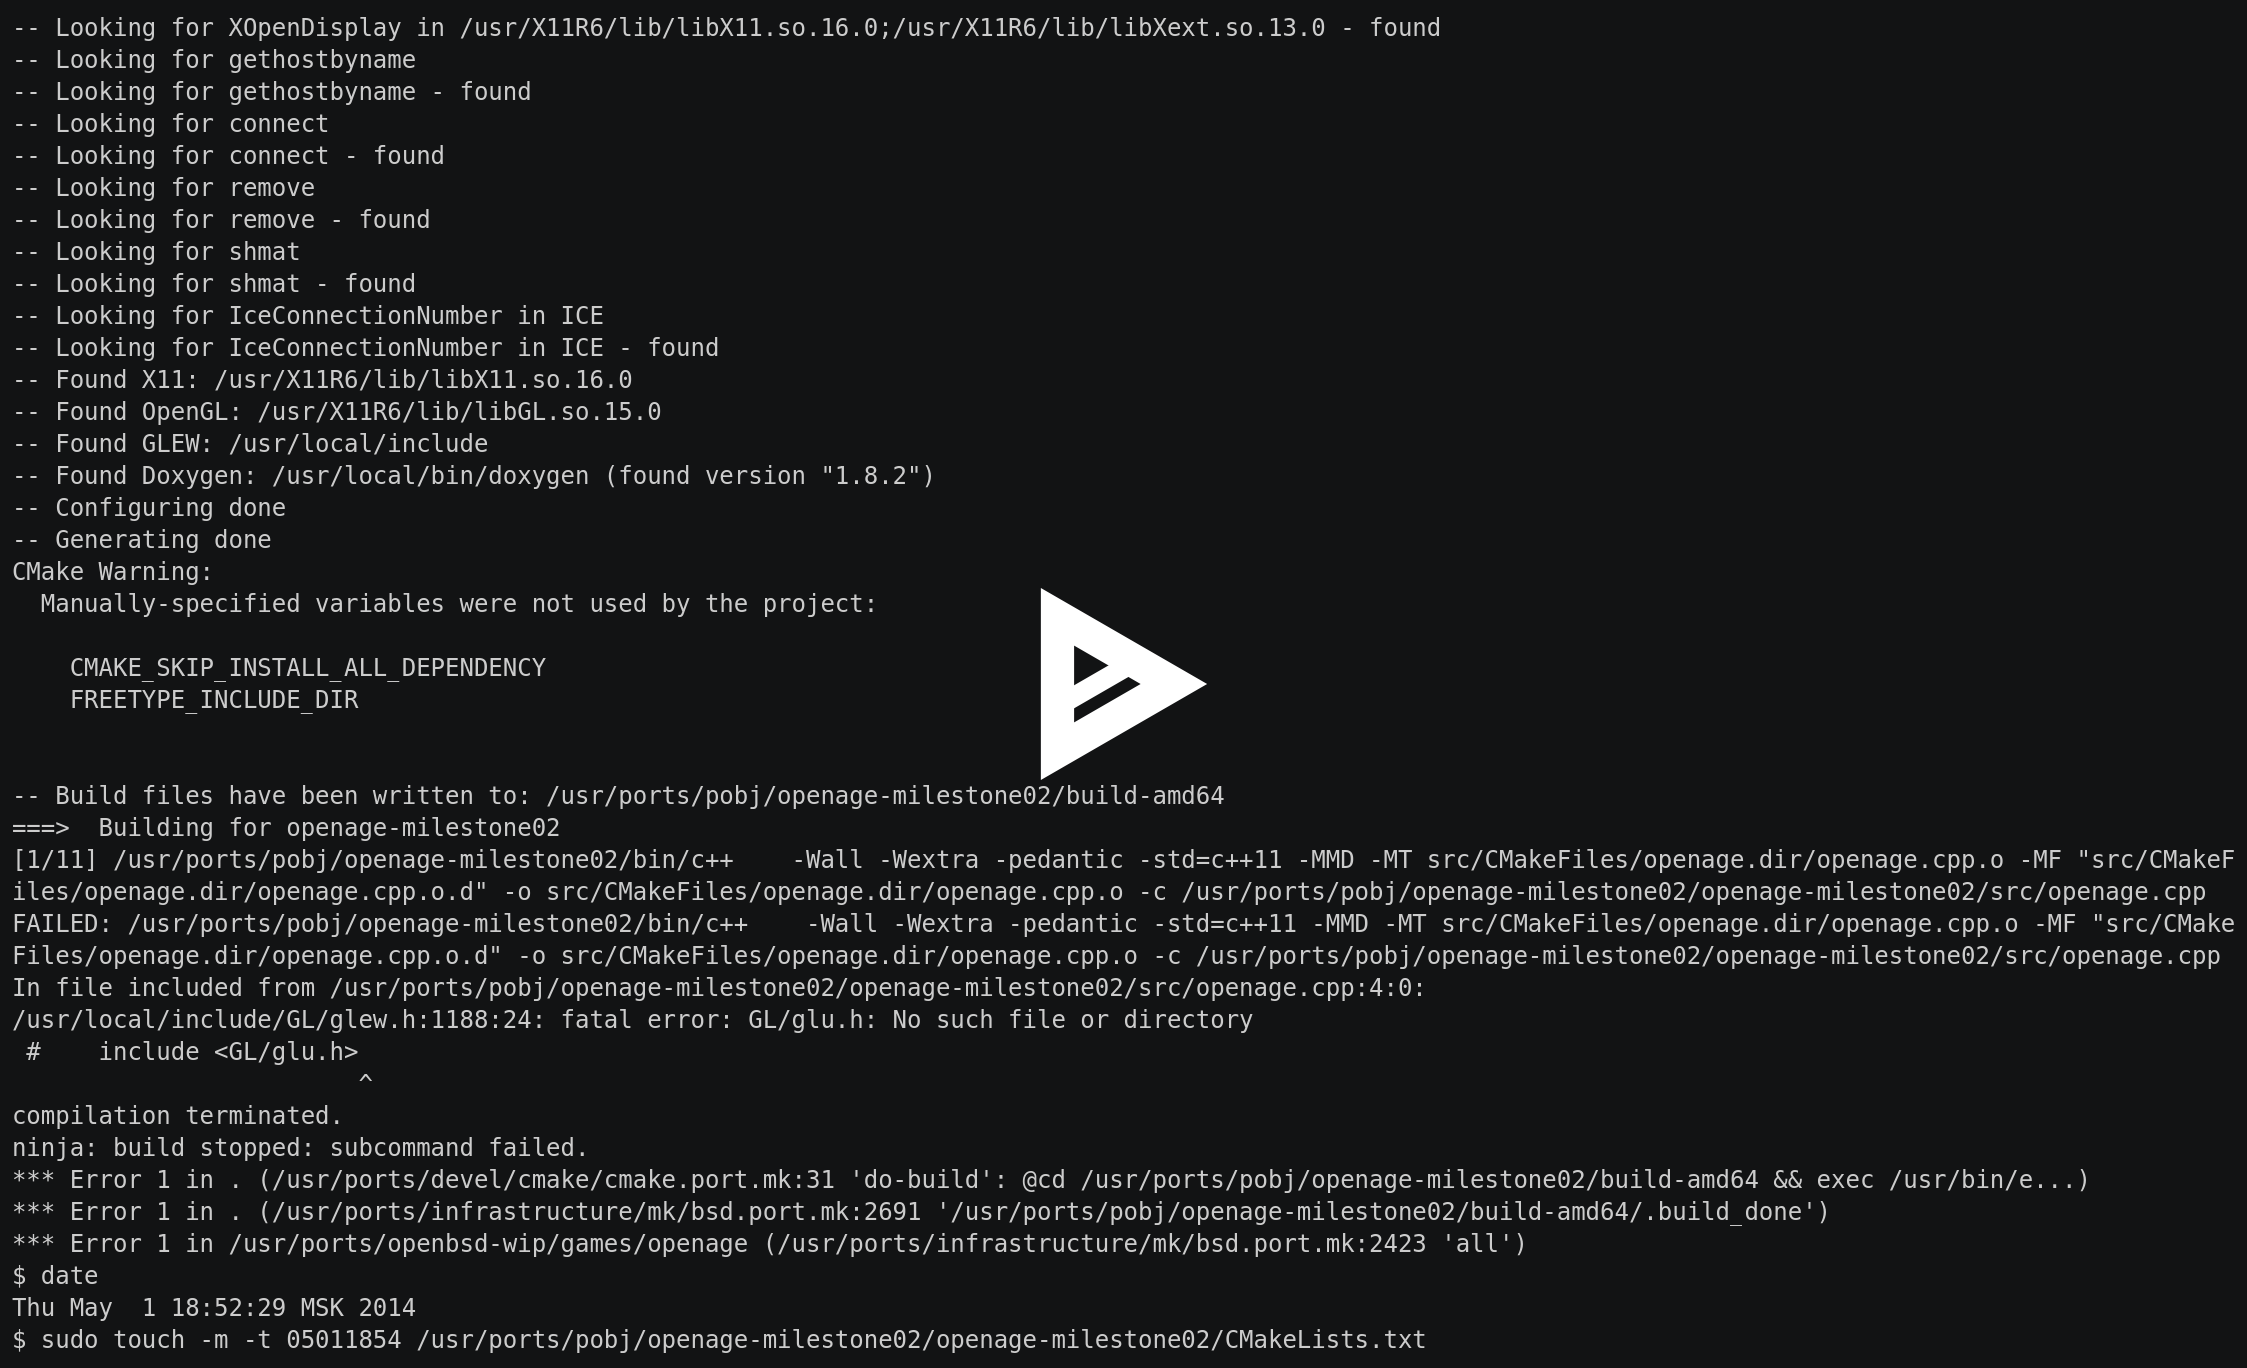 -- Looking for XOpenDisplay in /usr/X11R6/lib/libX11.so.16.0;/usr/X11R6/lib/libXext.so.13.0 - found
-- Looking for gethostbyname
-- Looking for gethostbyname - found
-- Looking for connect
-- Looking for connect - found
-- Looking for remove
-- Looking for remove - found
-- Looking for shmat
-- Looking for shmat - found
-- Looking for IceConnectionNumber in ICE
-- Looking for IceConnectionNumber in ICE - found
-- Found X11: /usr/X11R6/lib/libX11.so.16.0
-- Found OpenGL: /usr/X11R6/lib/libGL.so.15.0
-- Found GLEW: /usr/local/include
-- Found Doxygen: /usr/local/bin/doxygen (found version "1.8.2")
-- Configuring done
-- Generating done
CMake Warning:
  Manually-specified variables were not used by the project:

    CMAKE_SKIP_INSTALL_ALL_DEPENDENCY
    FREETYPE_INCLUDE_DIR


-- Build files have been written to: /usr/ports/pobj/openage-milestone02/build-amd64
===>  Building for openage-milestone02
[1/11] /usr/ports/pobj/openage-milestone02/bin/c++    -Wall -Wextra -pedantic -std=c++11 -MMD -MT src/CMakeFiles/openage.dir/openage.cpp.o -MF "src/CMakeF
iles/openage.dir/openage.cpp.o.d" -o src/CMakeFiles/openage.dir/openage.cpp.o -c /usr/ports/pobj/openage-milestone02/openage-milestone02/src/openage.cpp
FAILED: /usr/ports/pobj/openage-milestone02/bin/c++    -Wall -Wextra -pedantic -std=c++11 -MMD -MT src/CMakeFiles/openage.dir/openage.cpp.o -MF "src/CMake
Files/openage.dir/openage.cpp.o.d" -o src/CMakeFiles/openage.dir/openage.cpp.o -c /usr/ports/pobj/openage-milestone02/openage-milestone02/src/openage.cpp
In file included from /usr/ports/pobj/openage-milestone02/openage-milestone02/src/openage.cpp:4:0:
/usr/local/include/GL/glew.h:1188:24: fatal error: GL/glu.h: No such file or directory
 #    include <GL/glu.h>
                        ^
compilation terminated.
ninja: build stopped: subcommand failed.
*** Error 1 in . (/usr/ports/devel/cmake/cmake.port.mk:31 'do-build': @cd /usr/ports/pobj/openage-milestone02/build-amd64 && exec /usr/bin/e...)
*** Error 1 in . (/usr/ports/infrastructure/mk/bsd.port.mk:2691 '/usr/ports/pobj/openage-milestone02/build-amd64/.build_done')
*** Error 1 in /usr/ports/openbsd-wip/games/openage (/usr/ports/infrastructure/mk/bsd.port.mk:2423 'all')
$ date
Thu May  1 18:52:29 MSK 2014
$ sudo touch -m -t 05011854 /usr/ports/pobj/openage-milestone02/openage-milestone02/CMakeLists.txt